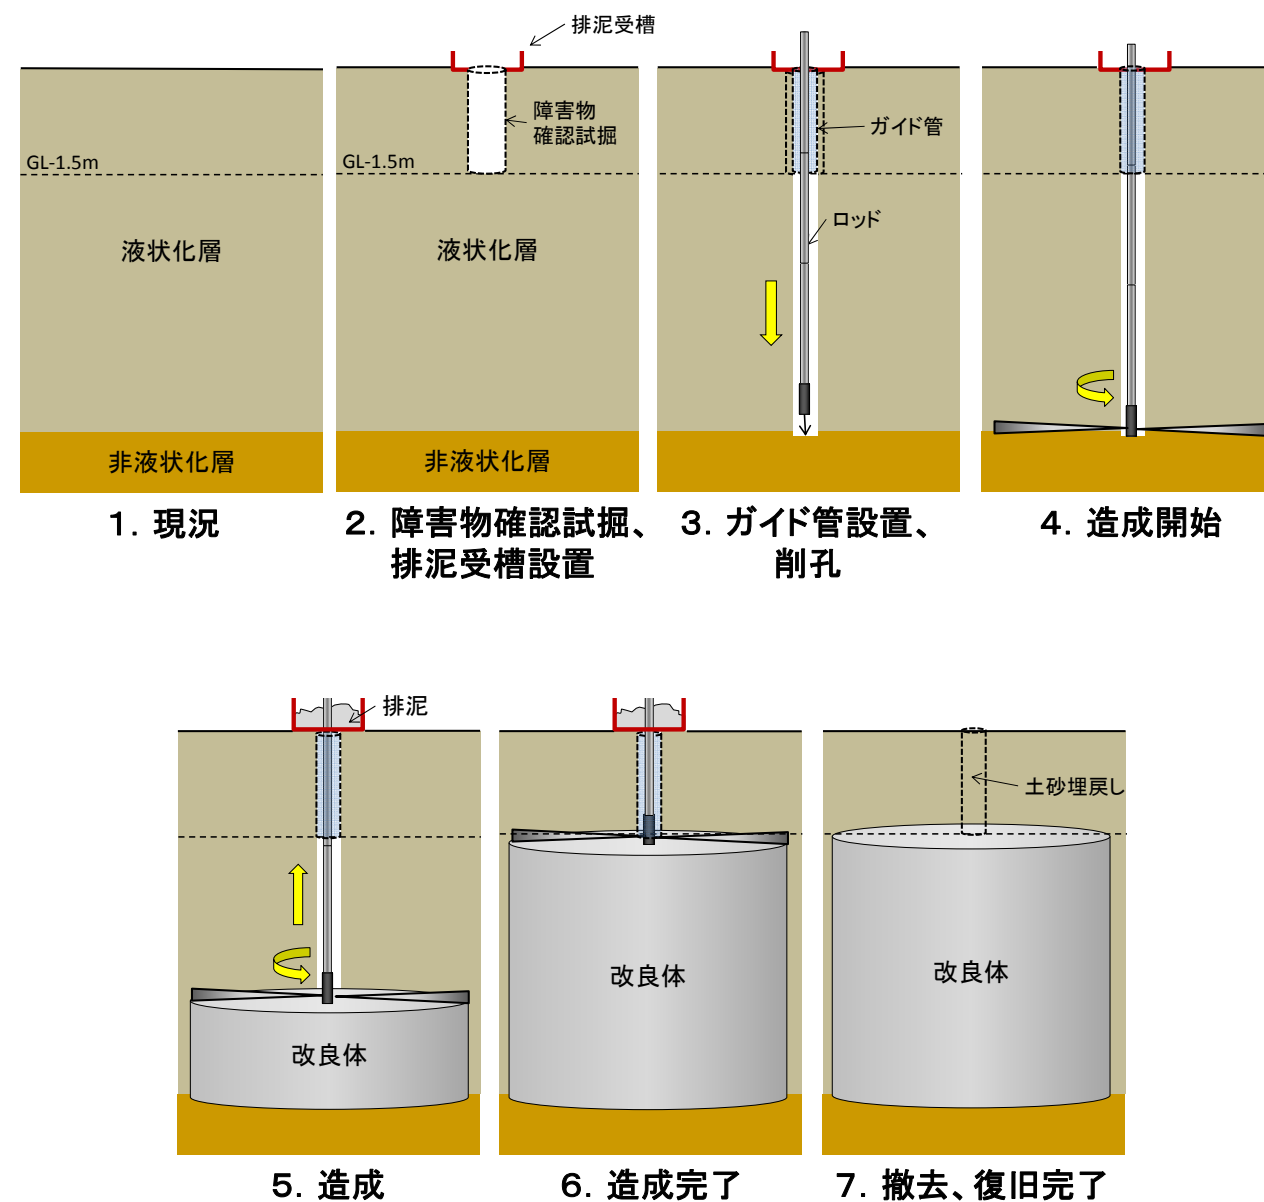 排泥受槽
障害物
確認試掘
ガイド管
GL-1.5m
GL-1.5m
ロッド
液状化層
液状化層
非液状化層
非液状化層
1．現況
2．障害物確認試掘、
排泥受槽設置
3．ガイド管設置、
削孔
4．造成開始
排泥
土砂埋戻し
改良体
改良体
改良体
5．造成
6．造成完了
7．撤去、復旧完了